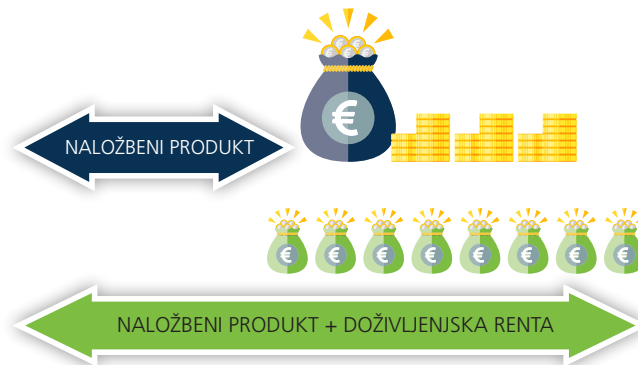 €
NALOŽBENI PRODUKT
€ € € € € € € €
NALOŽBENI PRODUKT + DOŽIVLJENJSKA RENTA